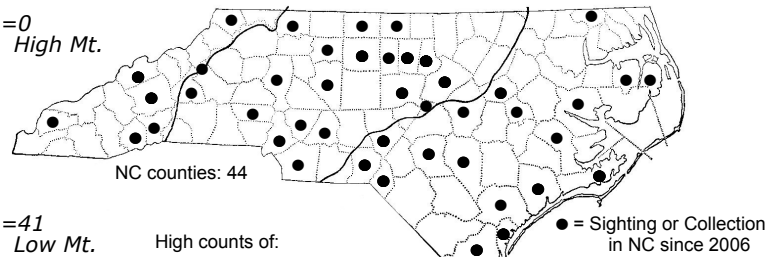 =0
High Mt.
NC counties: 44
=41
Low Mt.
High counts of:
● = Sighting or Collection
in NC since 2006